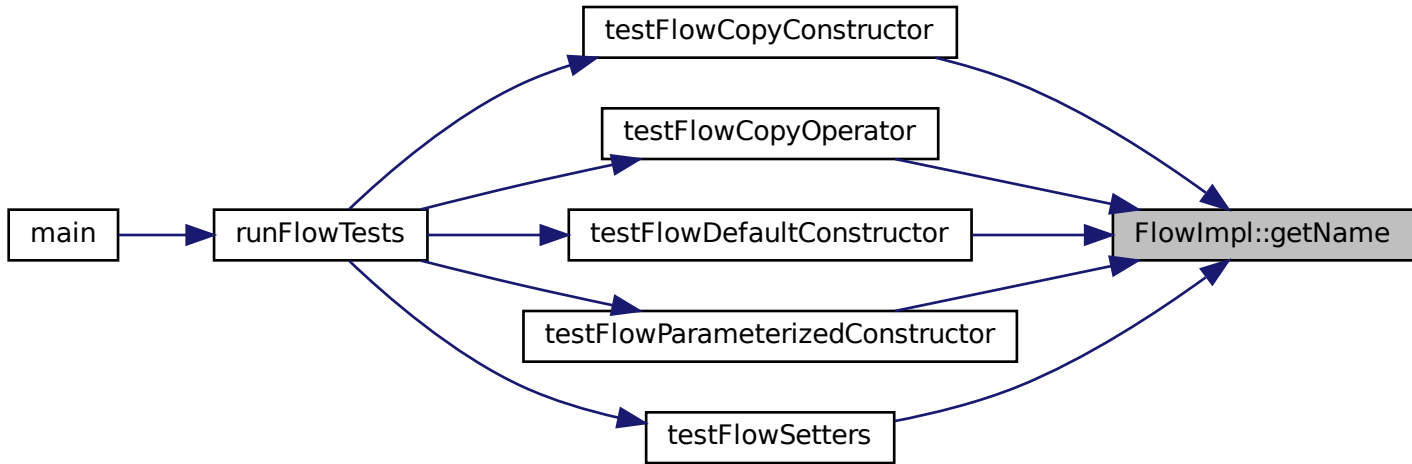 testFlowCopyConstructor
testFlowCopyOperator
main
runFlowTests
testFlowDefaultConstructor
FlowImpl::getName
testFlowParameterizedConstructor
testFlowSetters